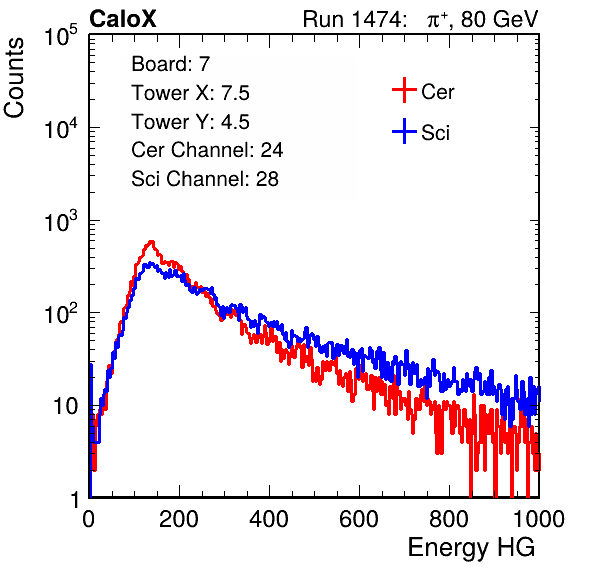 CaloX Run 1474: π⁺, 80 GeV
Counts
Board: 7
Tower X: 7.5
Tower Y: 4.5
Cer Channel: 24
Sci Channel: 28
Cer
Sci
10⁵
10⁴
10³
10²
10
1
0 200 400 600 800 1000
Energy HG